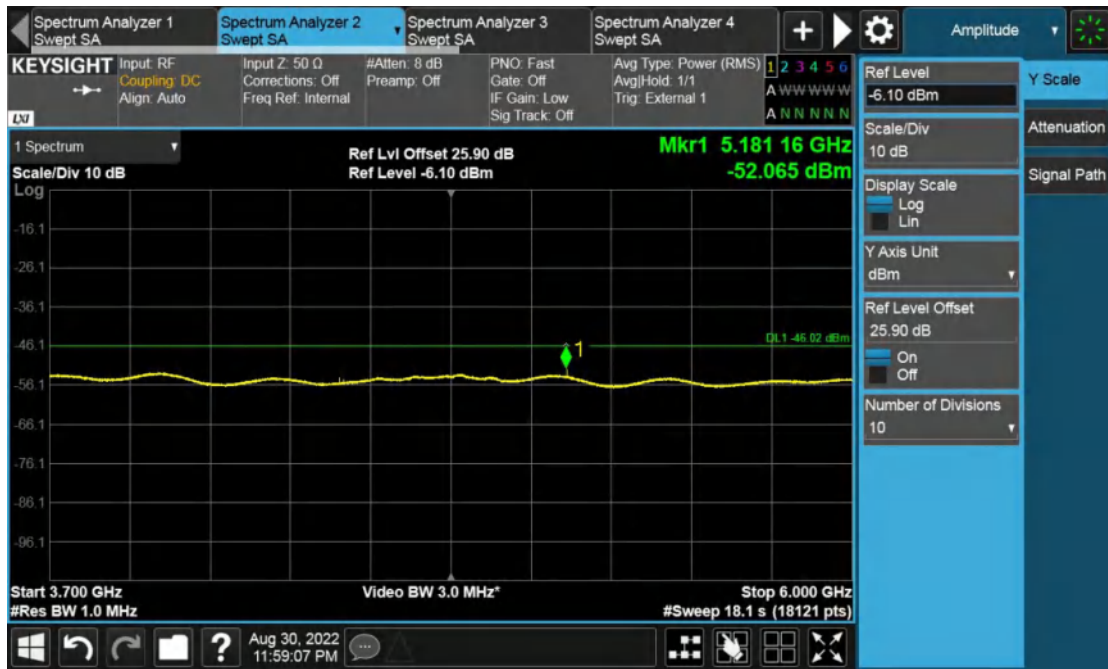 Spectrum Analyzer 1
Swept SA
Spectrum Analyzer 2
Swept SA
Spectrum Analyzer 3
Swept SA
Spectrum Analyzer 4
Swept SA
+
Amplitude
KEYSIGHT
LXI
Input: RF
Coupling: DC
Align: Auto
Input Z: 50 Ω
Corrections: Off
Freq Ref: Internal
#Atten: 8 dB
Preamp: Off
PNO: Fast
Gate: Off
IF Gain: Low
Sig Track: Off
Avg Type: Power (RMS)
Avg|Hold: 1/1
Trig: External 1
1 2 3 4 5 6
A W W W W W
A N N N N N
1 Spectrum
Scale/Div 10 dB
Log
Ref Lvl Offset 25.90 dB
Ref Level -6.10 dBm
Mkr1 5.181 16 GHz
-52.065 dBm
-16.1
-26.1
-36.1
-46.1
-56.1
-66.1
-76.1
-86.1
-96.1
DL1 -46.02 dBm
1
Start 3.700 GHz
#Res BW 1.0 MHz
Video BW 3.0 MHz*
Stop 6.000 GHz
#Sweep 18.1 s (18121 pts)
Ref Level
-6.10 dBm
Scale/Div
10 dB
Display Scale
Log
Lin
Y Axis Unit
dBm
Ref Level Offset
25.90 dB
On
Off
Number of Divisions
10
Y Scale
Attenuation
Signal Path
?
Aug 30, 2022
11:59:07 PM